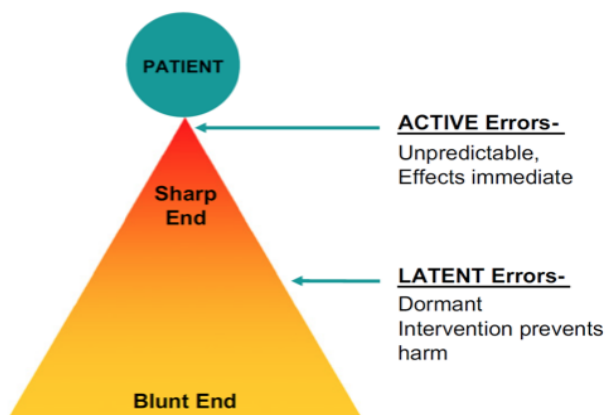 PATIENT
ACTIVE Errors-
Unpredictable,
Effects immediate
Sharp
End
LATENT Errors-
Dormant
Intervention prevents
harm
Blunt End